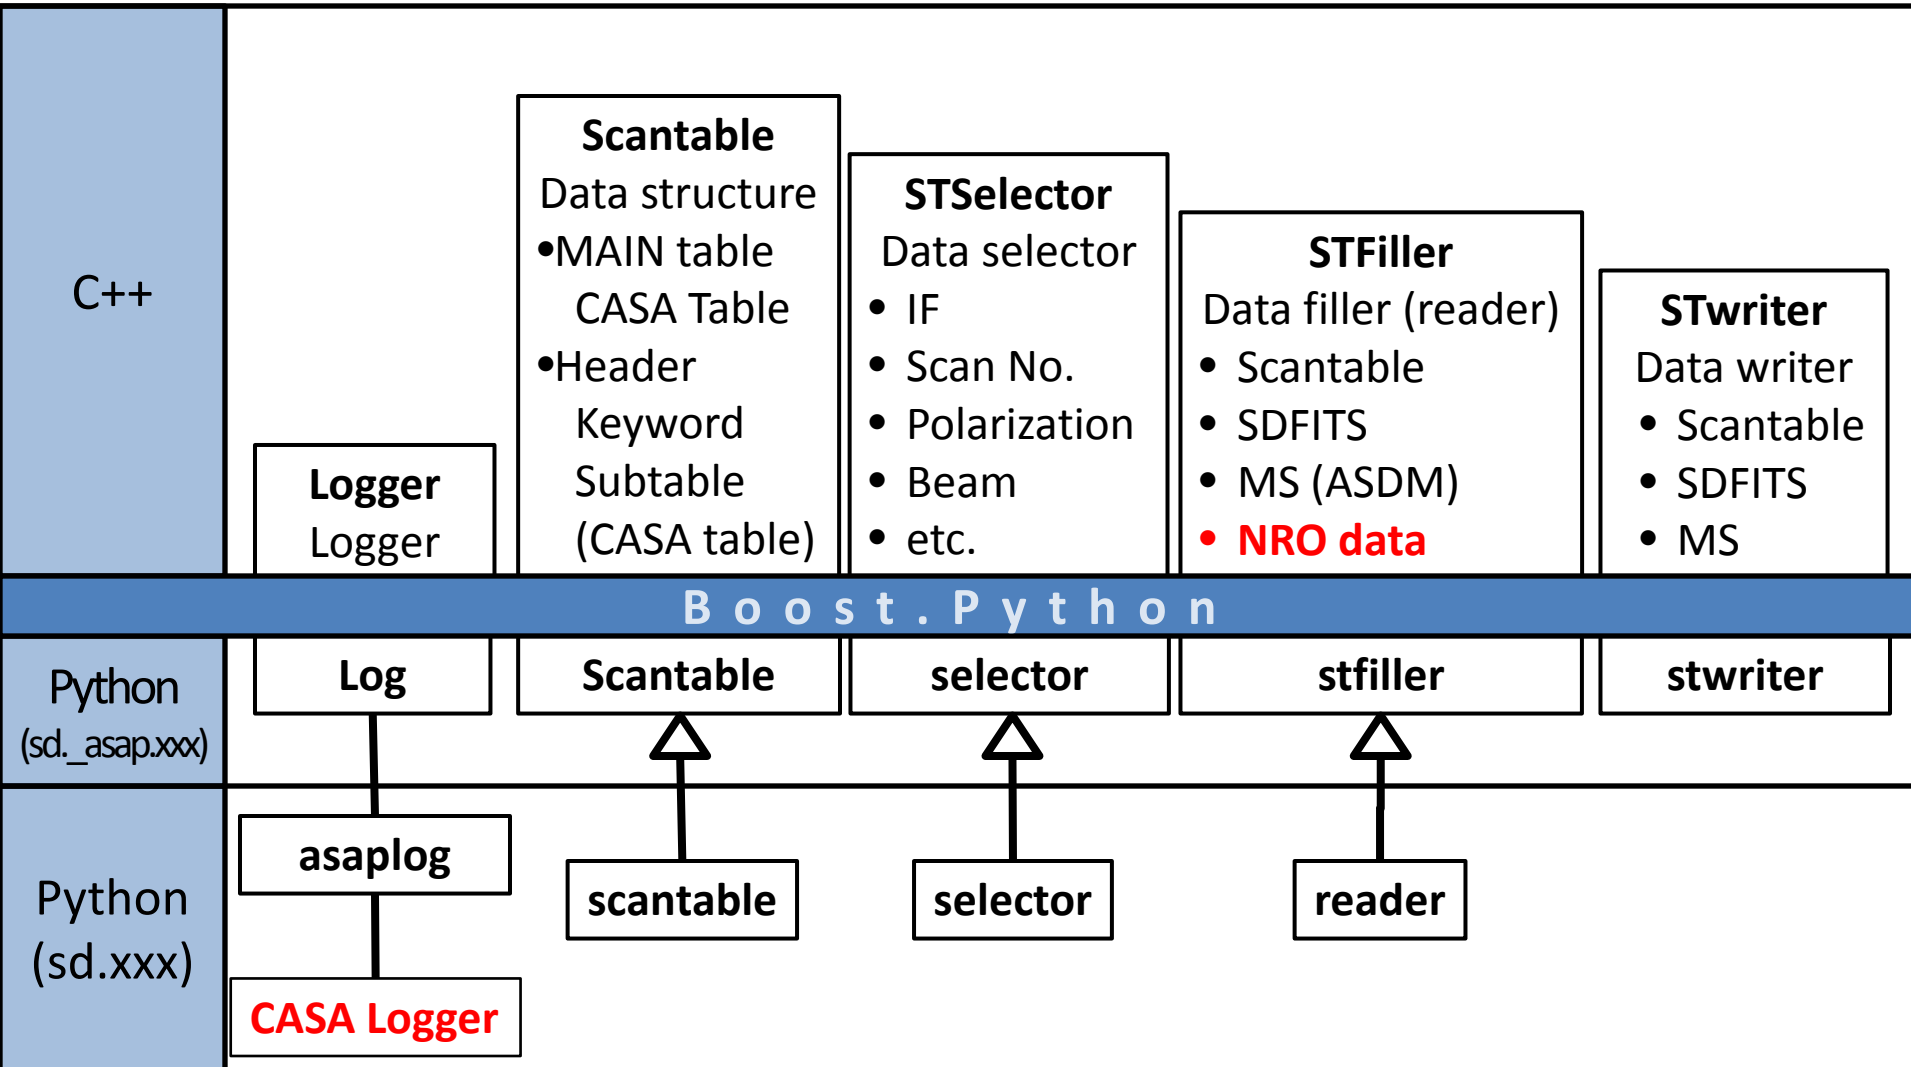 C++
Logger
Logger
Scantable
Data structure
•MAIN table
CASA Table
•Header
Keyword
Subtable
(CASA table)
STSelector
Data selector
• IF
• Scan No.
• Polarization
• Beam
• etc.
STFiller
Data filler (reader)
• Scantable
• SDFITS
• MS (ASDM)
• NRO data
STwriter
Data writer
• Scantable
• SDFITS
• MS
Boost.Python
Python
(sd._asap.xxx)
Log
Scantable
selector
stfiller
stwriter
Python
(sd.xxx)
asaplog
CASA Logger
scantable
selector
reader